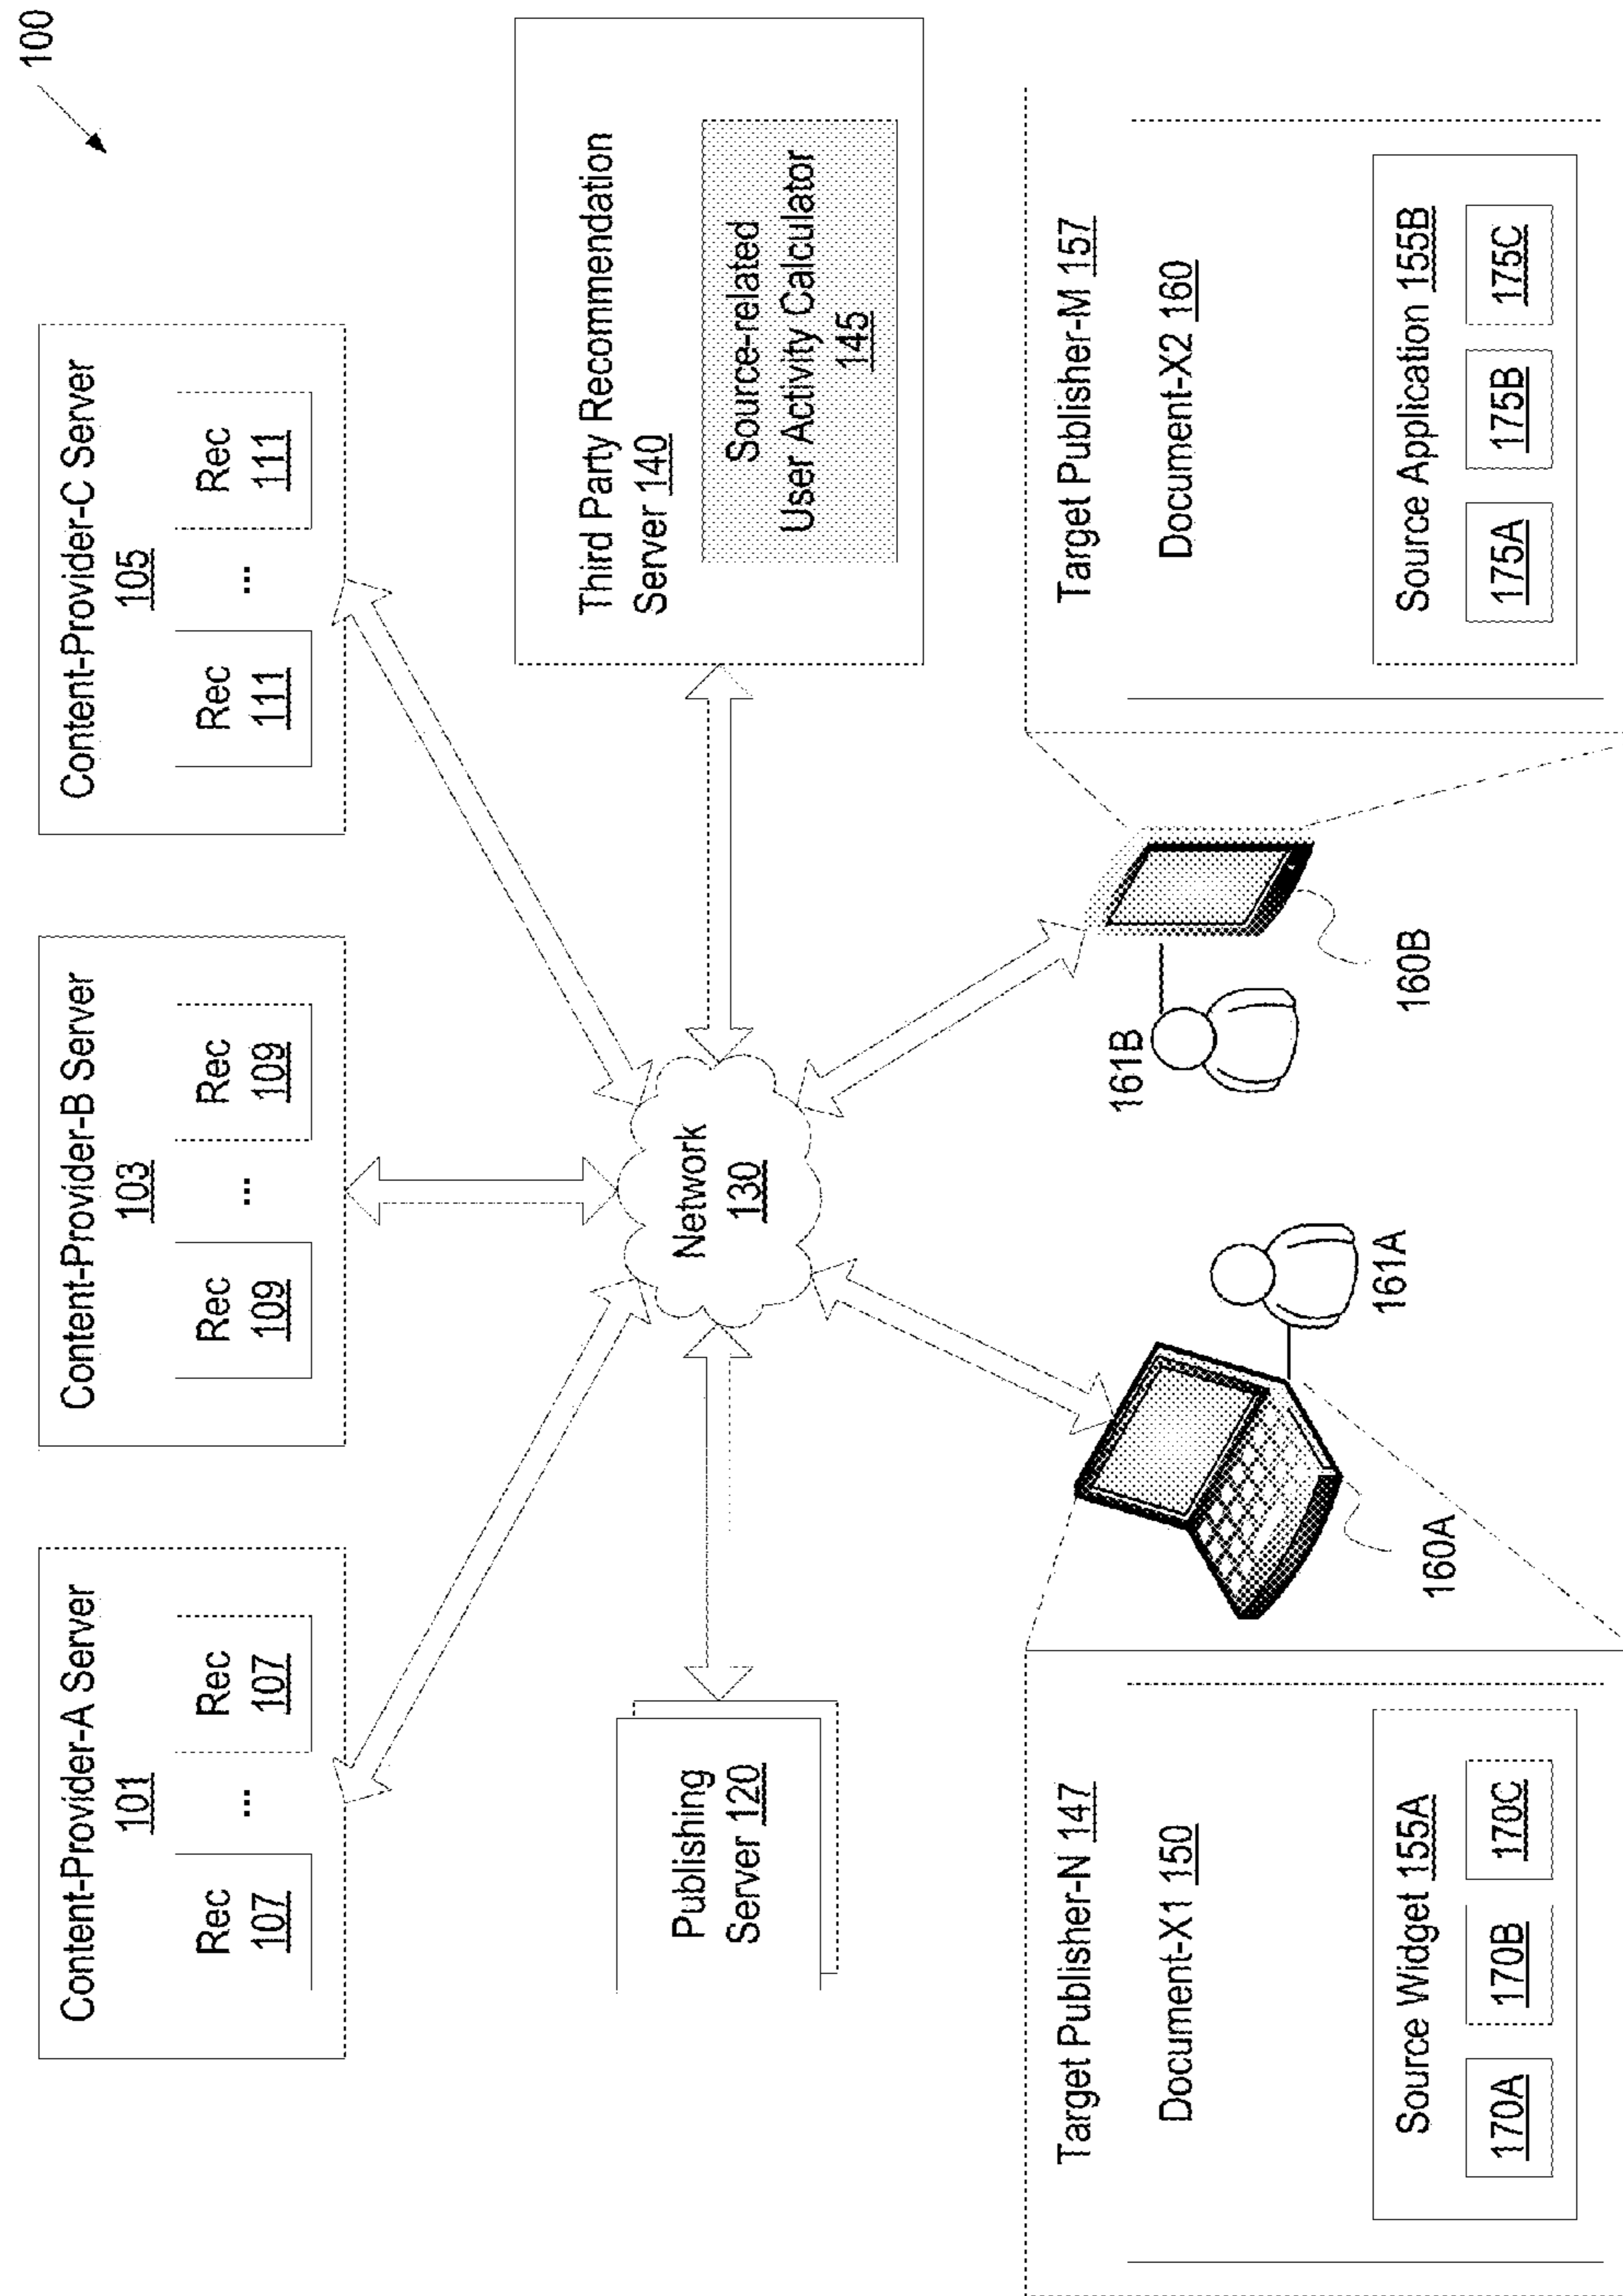 100
Content-Provider-A Server
101
Rec
107
...
Rec
107
Content-Provider-B Server
103
Rec
109
...
Rec
109
Content-Provider-C Server
105
Rec
111
...
Rec
111
Publishing
Server 120
Network
130
Third Party Recommendation
Server 140
Source-related
User Activity Calculator
145
Target Publisher-N 147
Document-X1 150
Source Widget 155A
170A
170B
170C
160A
161A
161B
160B
Target Publisher-M 157
Document-X2 160
Source Application 155B
175A
175B
175C